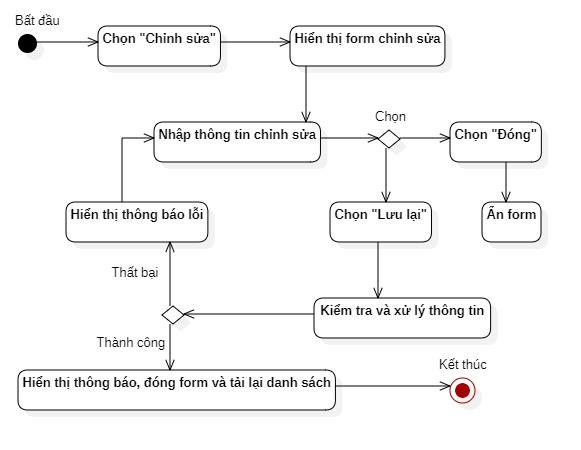 Bất đầu
Chọn "Chỉnh sửa"
Hiển thị form chỉnh sửa
Nhập thông tin chỉnh sửa
Chọn
Chọn "Đóng"
Hiển thị thông báo lỗi
Chọn "Lưu lại"
Ẩn form
Thất bại
Kiểm tra và xử lý thông tin
Thành công
Hiển thị thông báo, đóng form và tải lại danh sách
Kết thúc